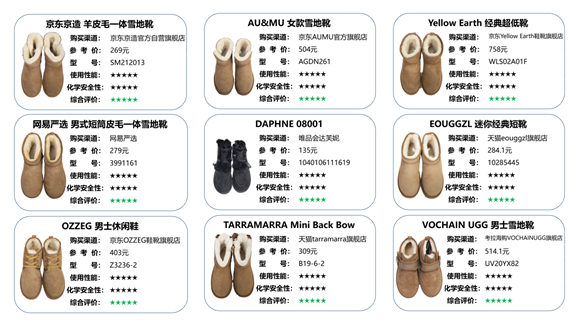 京东京造 羊皮毛一体雪地靴
购买渠道：京东京造官方自营旗舰店
参 考 价：269元
型 号：SM212013
使用性能：★★★★★
化学安全性：★★★★★
综合评价：★★★★★
AU&MU 女款雪地靴
购买渠道：京东AUMU官方旗舰店
参 考 价：504元
型 号：AGDN261
使用性能：★★★★★
化学安全性：★★★★★
综合评价：★★★★★
Yellow Earth 经典超低靴
购买渠道：京东Yellow Earth鞋靴旗舰店
参 考 价：758元
型 号：WLS02A01F
使用性能：★★★★★
化学安全性：★★★★★
综合评价：★★★★★
网易严选 男式短筒皮毛一体雪地靴
购买渠道：网易严选
参 考 价：279元
型 号：3991161
使用性能：★★★★★
化学安全性：★★★★★
综合评价：★★★★★
DAPHNE 08001
购买渠道：唯品会达芙妮
参 考 价：135元
型 号：1040106111619
使用性能：★★★★★
化学安全性：★★★★★
综合评价：★★★★★
EOUGGZL 迷你经典短靴
购买渠道：天猫eouggzl旗舰店
参 考 价：284.1元
型 号：10285445
使用性能：★★★★★
化学安全性：★★★★★
综合评价：★★★★★
OZZEG 男士休闲鞋
购买渠道：京东OZZEG鞋靴旗舰店
参 考 价：403元
型 号：Z3236-2
使用性能：★★★★★
化学安全性：★★★★★
综合评价：★★★★★
TARRAMARRA Mini Back Bow
购买渠道：天猫tarramarra旗舰店
参 考 价：309元
型 号：B19-6-2
使用性能：★★★★★
化学安全性：★★★★★
综合评价：★★★★★
VOCHAIN UGG 男士雪地靴
购买渠道：考拉海购VOCHAINUGG旗舰店
参 考 价：514.1元
型 号：UV20YX82
使用性能：★★★★★
化学安全性：★★★★★
综合评价：★★★★★